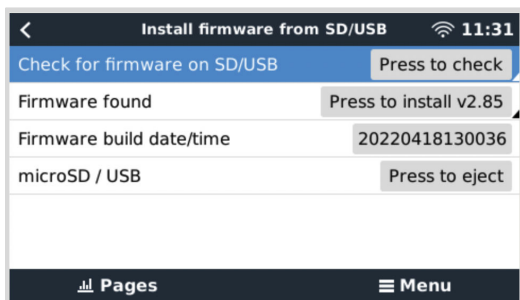 Install firmware from SD/USB 11:31
Check for firmware on SD/USB Press to check
Firmware found Press to install v2.85
Firmware build date/time 20220418130036
microSD / USB Press to eject
Pages Menu